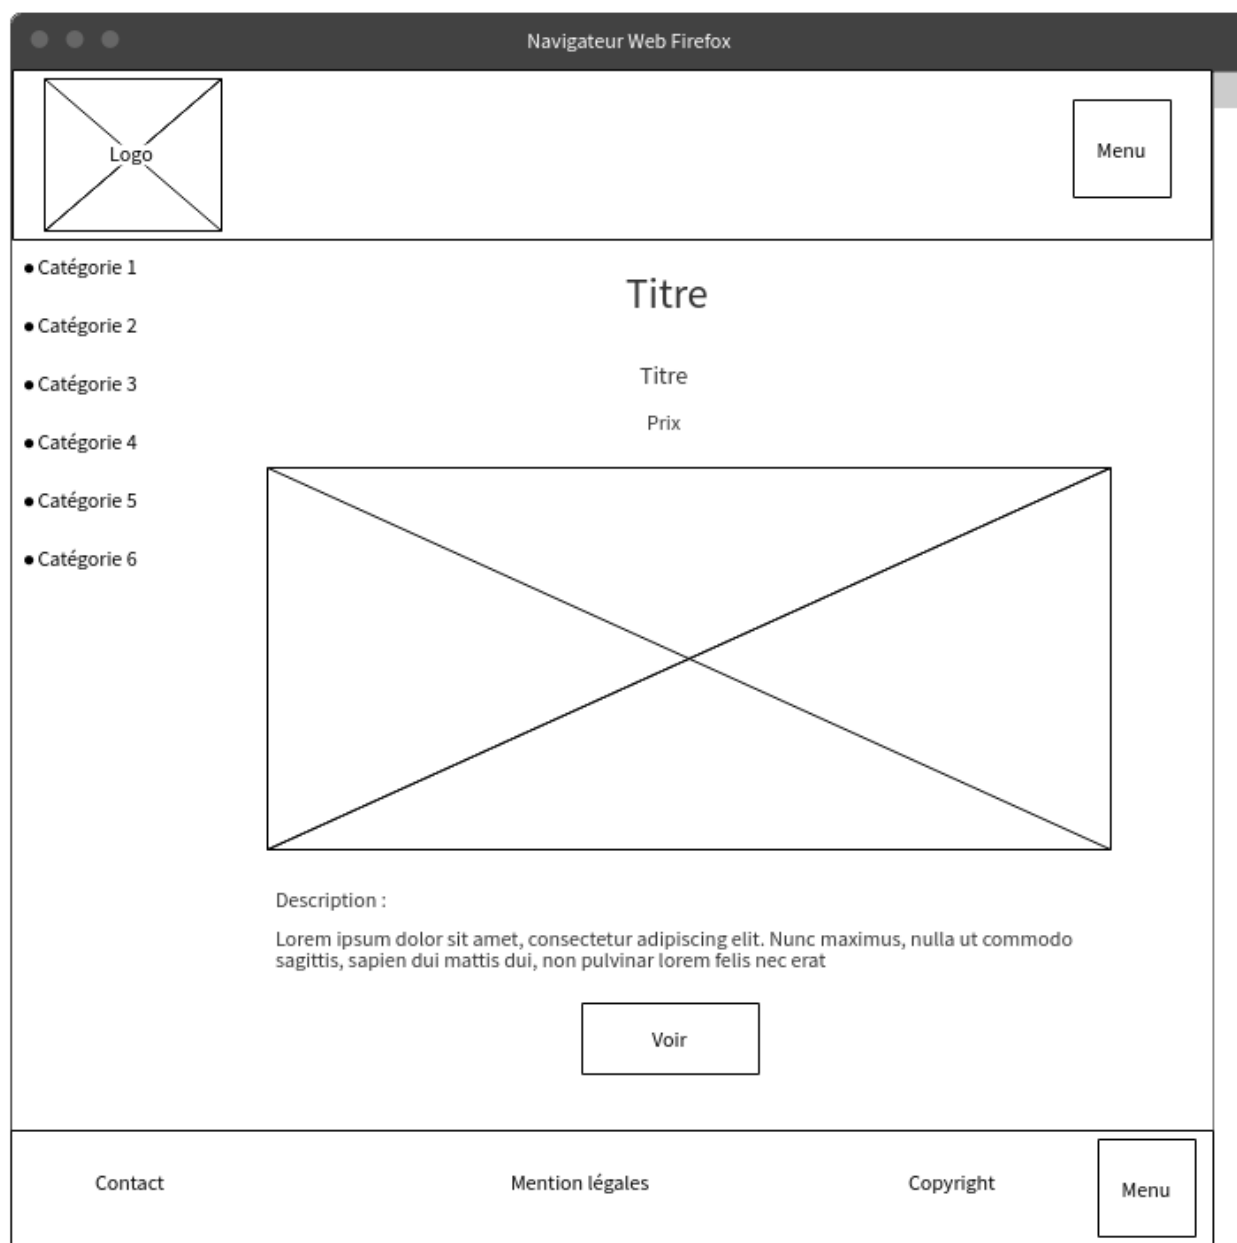 Navigateur Web Firefox
Logo
Menu
Catégorie 1
Catégorie 2
Catégorie 3
Catégorie 4
Catégorie 5
Catégorie 6
Titre
Titre
Prix
Description :
Lorem ipsum dolor sit amet, consectetur adipiscing elit. Nunc maximus, nulla ut commodo
sagittis, sapien dui mattis dui, non pulvinar lorem felis nec erat
Voir
Contact
Mention légales
Copyright
Menu